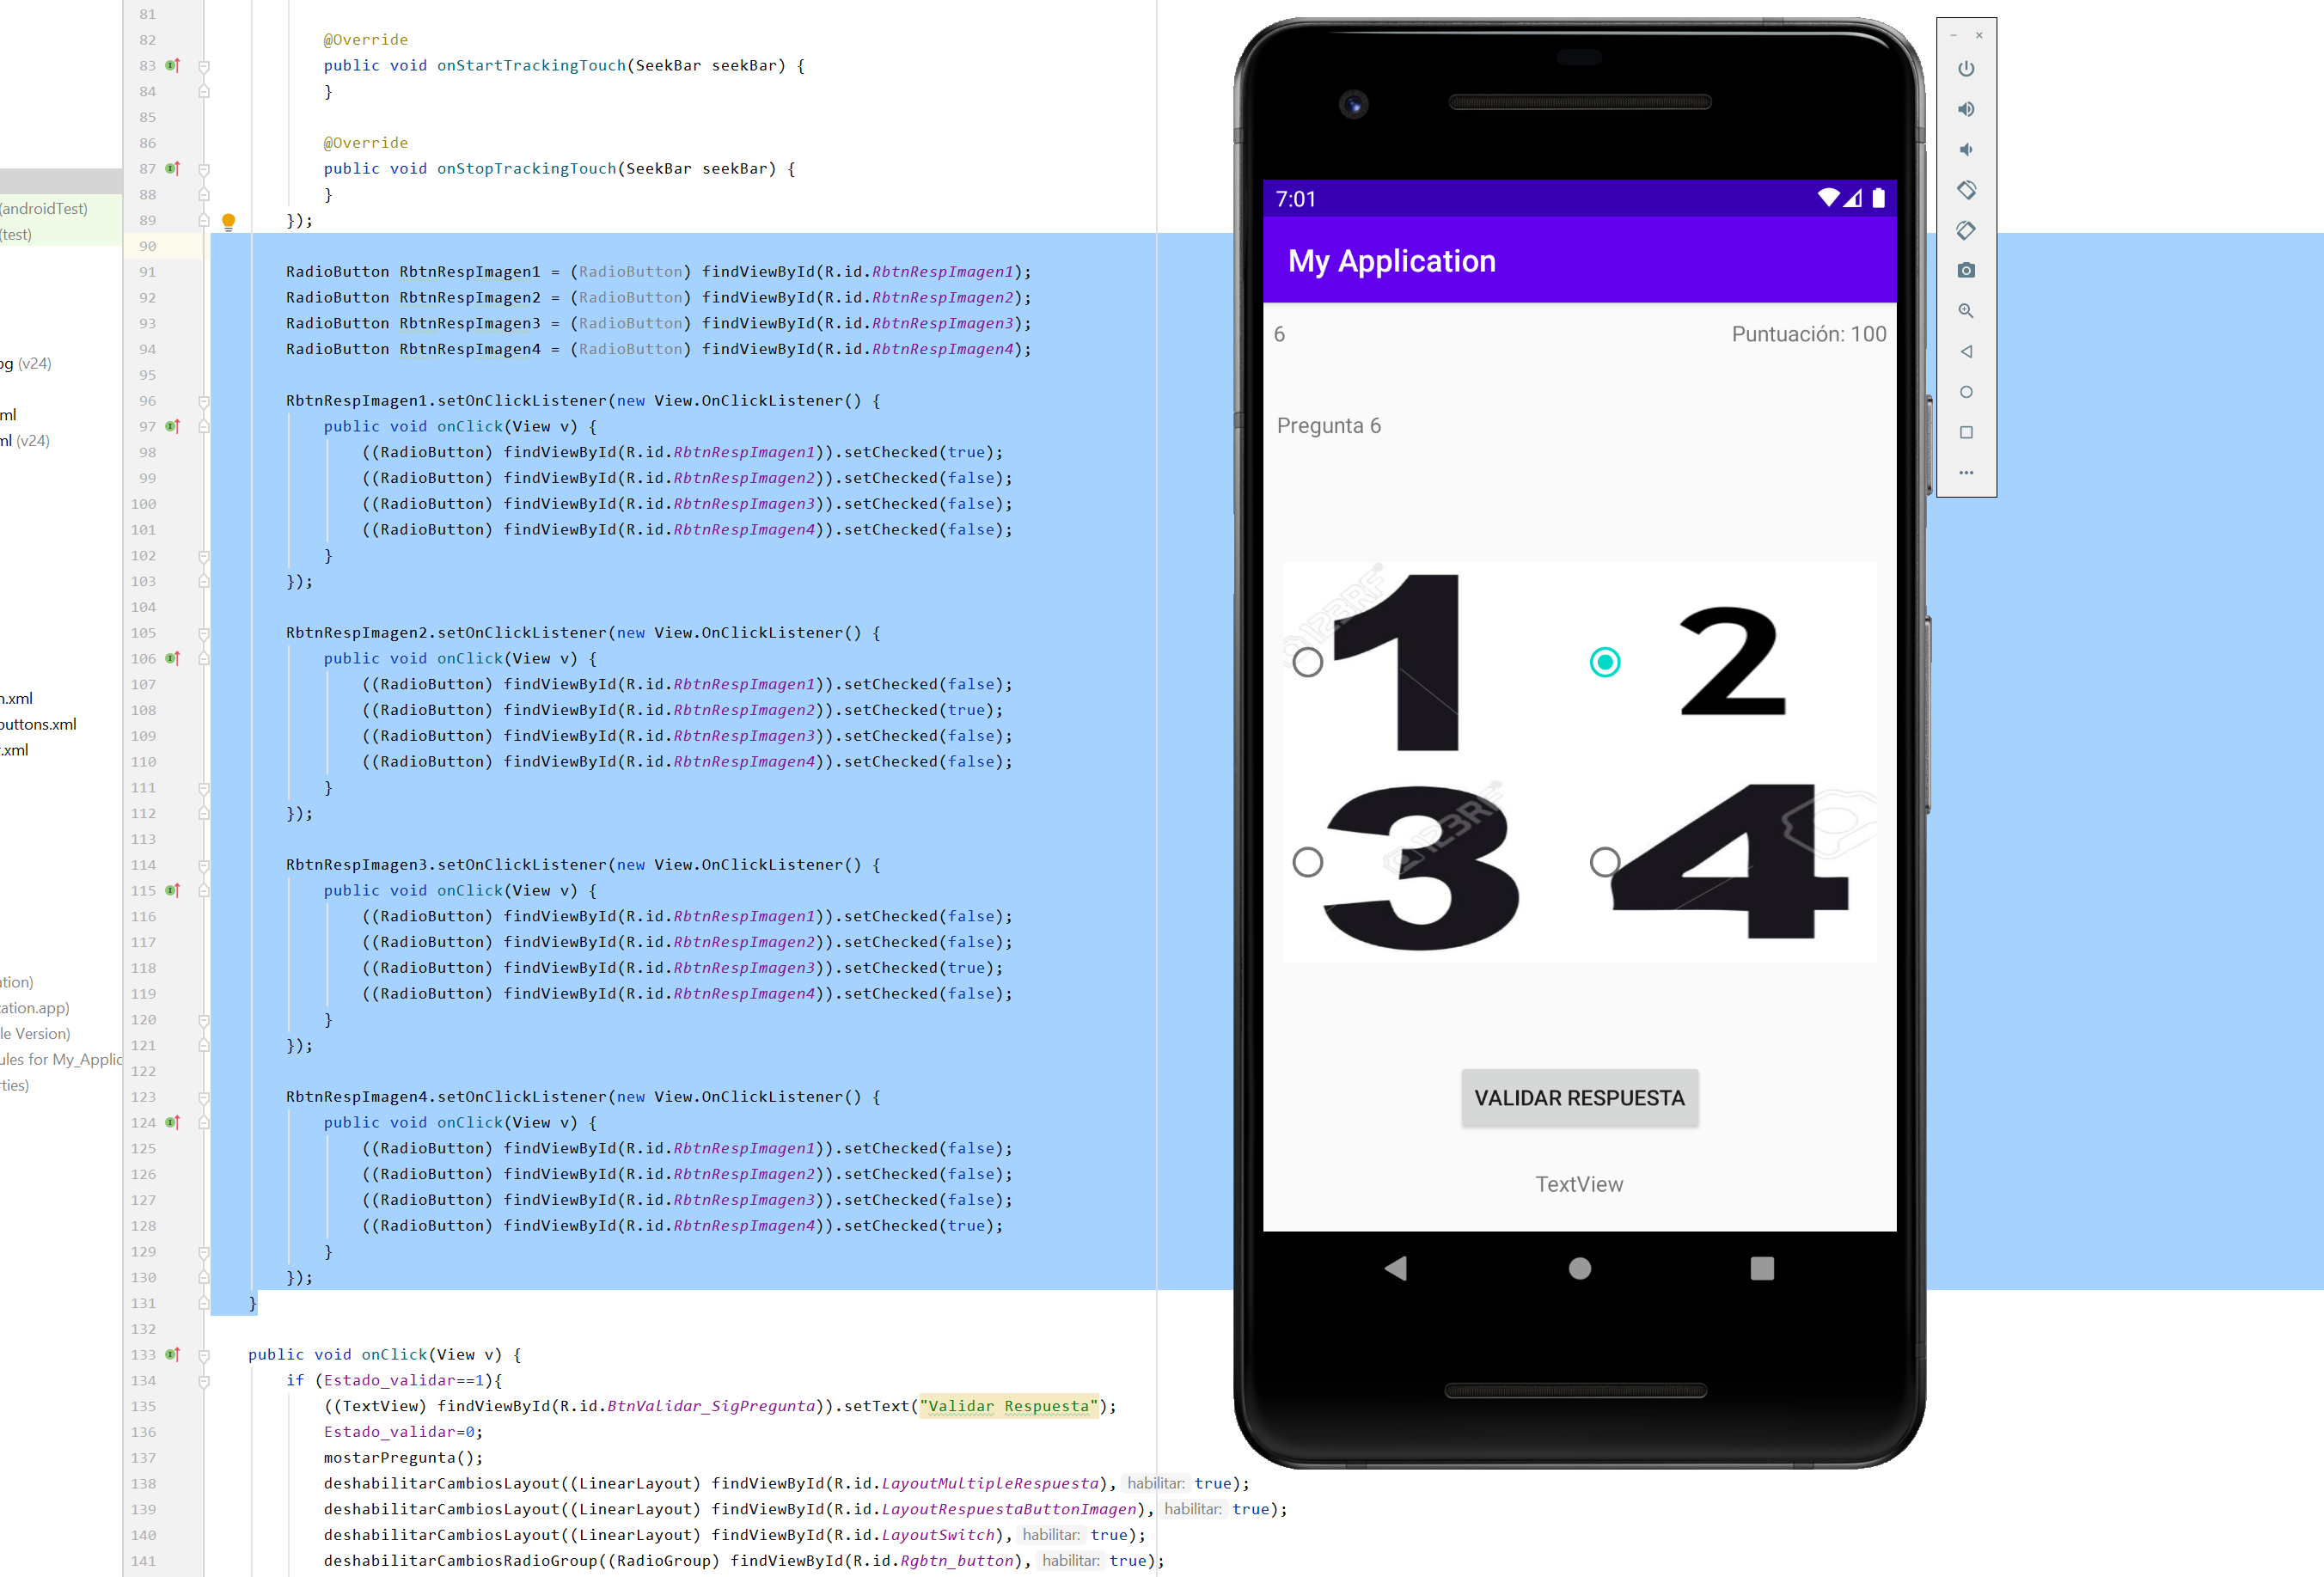 81
82 @Override
83 public void onStartTrackingTouch(SeekBar seekBar) {
84 }
85
86 @Override
87 public void onStopTrackingTouch(SeekBar seekBar) {
88 }
89 });
90
91 RadioButton RbtnRespImagen1 = (RadioButton) findViewById(R.id.RbtnRespImagen1);
92 RadioButton RbtnRespImagen2 = (RadioButton) findViewById(R.id.RbtnRespImagen2);
93 RadioButton RbtnRespImagen3 = (RadioButton) findViewById(R.id.RbtnRespImagen3);
94 RadioButton RbtnRespImagen4 = (RadioButton) findViewById(R.id.RbtnRespImagen4);
95
96 RbtnRespImagen1.setOnClickListener(new View.OnClickListener() {
97 public void onClick(View v) {
98 ((RadioButton) findViewById(R.id.RbtnRespImagen1)).setChecked(true);
99 ((RadioButton) findViewById(R.id.RbtnRespImagen2)).setChecked(false);
100 ((RadioButton) findViewById(R.id.RbtnRespImagen3)).setChecked(false);
101 ((RadioButton) findViewById(R.id.RbtnRespImagen4)).setChecked(false);
102 }
103 });
104
105 RbtnRespImagen2.setOnClickListener(new View.OnClickListener() {
106 public void onClick(View v) {
107 ((RadioButton) findViewById(R.id.RbtnRespImagen1)).setChecked(false);
108 ((RadioButton) findViewById(R.id.RbtnRespImagen2)).setChecked(true);
109 ((RadioButton) findViewById(R.id.RbtnRespImagen3)).setChecked(false);
110 ((RadioButton) findViewById(R.id.RbtnRespImagen4)).setChecked(false);
111 }
112 });
113
114 RbtnRespImagen3.setOnClickListener(new View.OnClickListener() {
115 public void onClick(View v) {
116 ((RadioButton) findViewById(R.id.RbtnRespImagen1)).setChecked(false);
117 ((RadioButton) findViewById(R.id.RbtnRespImagen2)).setChecked(false);
118 ((RadioButton) findViewById(R.id.RbtnRespImagen3)).setChecked(true);
119 ((RadioButton) findViewById(R.id.RbtnRespImagen4)).setChecked(false);
120 }
121 });
122
123 RbtnRespImagen4.setOnClickListener(new View.OnClickListener() {
124 public void onClick(View v) {
125 ((RadioButton) findViewById(R.id.RbtnRespImagen1)).setChecked(false);
126 ((RadioButton) findViewById(R.id.RbtnRespImagen2)).setChecked(false);
127 ((RadioButton) findViewById(R.id.RbtnRespImagen3)).setChecked(false);
128 ((RadioButton) findViewById(R.id.RbtnRespImagen4)).setChecked(true);
129 }
130 });
131 }
132
133 public void onClick(View v) {
134 if (Estado_validar==1){
135 ((TextView) findViewById(R.id.BtnValidar_SigPregunta)).setText("Validar Respuesta");
136 Estado_validar=0;
137 mostarPregunta();
138 deshabilitarCambiosLayout((LinearLayout) findViewById(R.id.LayoutMultipleRespuesta), habilitar: true);
139 deshabilitarCambiosLayout((LinearLayout) findViewById(R.id.LayoutRespuestaButtonImagen), habilitar: true);
140 deshabilitarCambiosLayout((LinearLayout) findViewById(R.id.LayoutSwitch), habilitar: true);
141 deshabilitarCambiosRadioGroup((RadioGroup) findViewById(R.id.Rgbtn_button), habilitar: true);
(androidTest)
(test)
og (v24)
ml
ml (v24)
n.xml
buttons.xml
.xml
ation)
cation.app)
le Version)
ules for My_Applic
rties)
7:01
My Application
6 Puntuación: 100
Pregunta 6
123RF
1 2
123RF
3 4
VALIDAR RESPUESTA
TextView